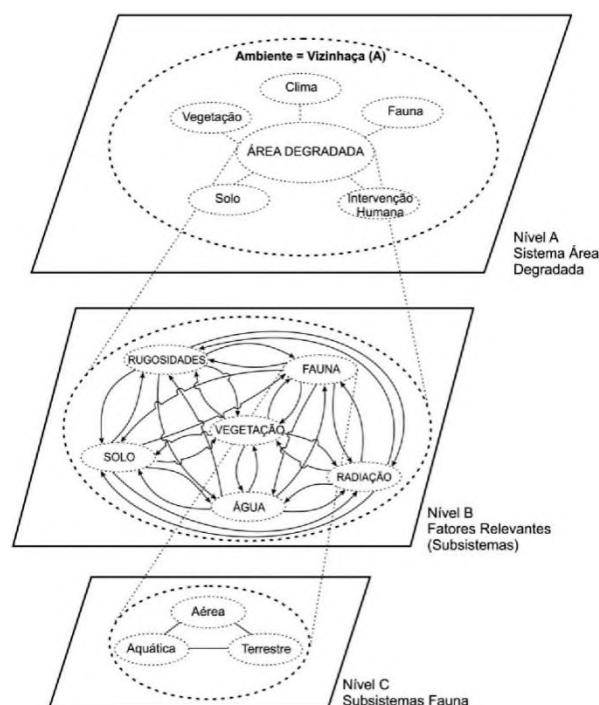 Ambiente = Vizinhaça (A)
Clima
Vegetação
Fauna
ÁREA DEGRADADA
Solo
Intervenção
Humana
Nível A
Sistema Área
Degradada
RUGOSIDADES
FAUNA
VEGETAÇÃO
SOLO
RADIAÇÃO
ÁGUA
Nível B
Fatores Relevantes
(Subsistemas)
Aérea
Aquática
Terrestre
Nível C
Subsistemas Fauna